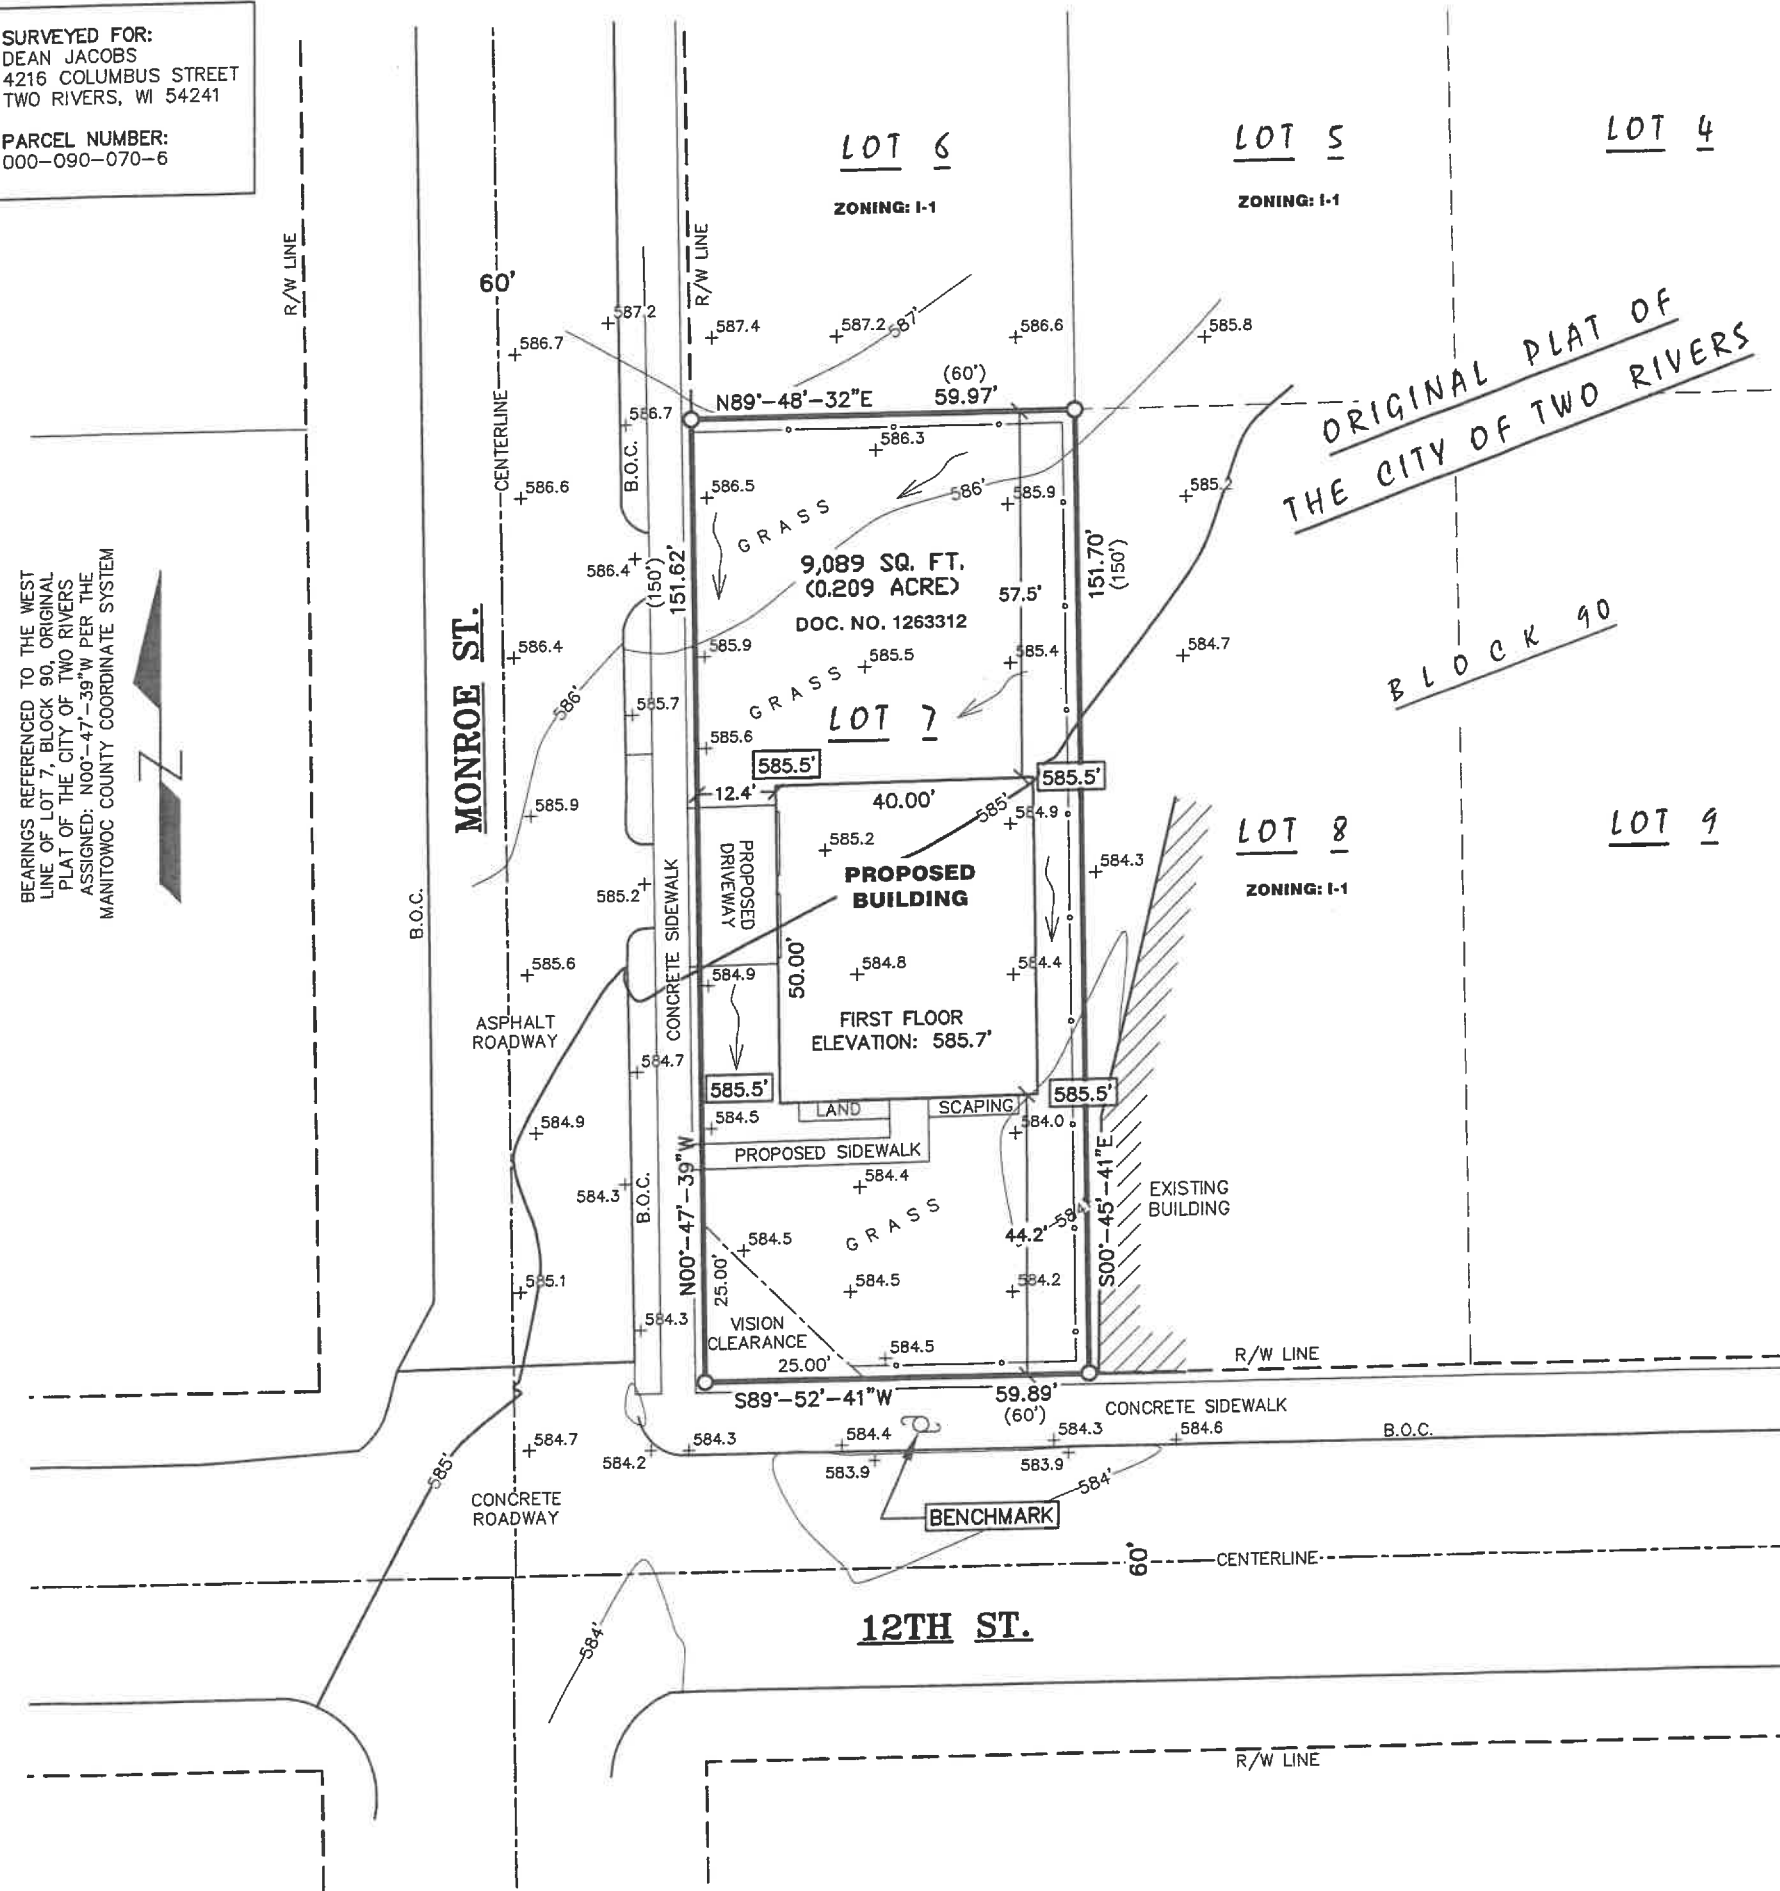 SURVEYED FOR:
DEAN JACOBS
4216 COLUMBUS STREET
TWO RIVERS, WI 54241
PARCEL NUMBER:
000-090-070-6
R/W LINE
60'
CENTERLINE
R/W LINE
LOT 6
ZONING: I-1
LOT 5
ZONING: I-1
LOT 4
587.2
586.7
587.4
587.2
587'
586.6
585.8
ORIGINAL PLAT OF
THE CITY OF TWO RIVERS
BLOCK 90
(60')
N89°-48'-32"E
59.97'
586.7
B.O.C.
586.3
586.6
586.5
GRASS
586'
585.9
585.2
586.4
(150')
151.62'
9,089 SQ. FT.
(0.209 ACRE)
DOC. NO. 1263312
57.5'
151.70'
(150')
BEARINGS REFERENCED TO THE WEST
LINE OF LOT 7, BLOCK 90, ORIGINAL
PLAT OF THE CITY OF TWO RIVERS
ASSIGNED: N00°-47'-39"W PER THE
MANITOWOC COUNTY COORDINATE SYSTEM
N
MONROE ST.
586.4
585.9
585.5
585.4
584.7
586'
585.7
GRASS
LOT 7
585.6
585.5'
585.5'
12.4'
40.00'
585'
584.9
585.9
585.2
PROPOSED
DRIVEWAY
PROPOSED
BUILDING
584.3
LOT 8
ZONING: I-1
LOT 9
B.O.C.
585.2
CONCRETE SIDEWALK
50.00'
585.6
584.9
584.8
584.4
ASPHALT
ROADWAY
FIRST FLOOR
ELEVATION: 585.7'
584.7
585.5'
585.5'
LAND
SCAPING
584.9
584.5
584.0
PROPOSED SIDEWALK
584.3
B.O.C.
N00°-47'-39"W
584.4
GRASS
44.2'
584'
S00°-45'-41"E
EXISTING
BUILDING
584.5
25.00'
585.1
584.5
584.2
584.3
VISION
CLEARANCE
25.00'
584.5
R/W LINE
S89°-52'-41"W
59.89'
(60')
CONCRETE SIDEWALK
B.O.C.
584.7
584.2
584.3
584.4
583.9
584.3
583.9
584.6
585'
584'
CONCRETE
ROADWAY
BENCHMARK
60'
CENTERLINE
584'
12TH ST.
R/W LINE